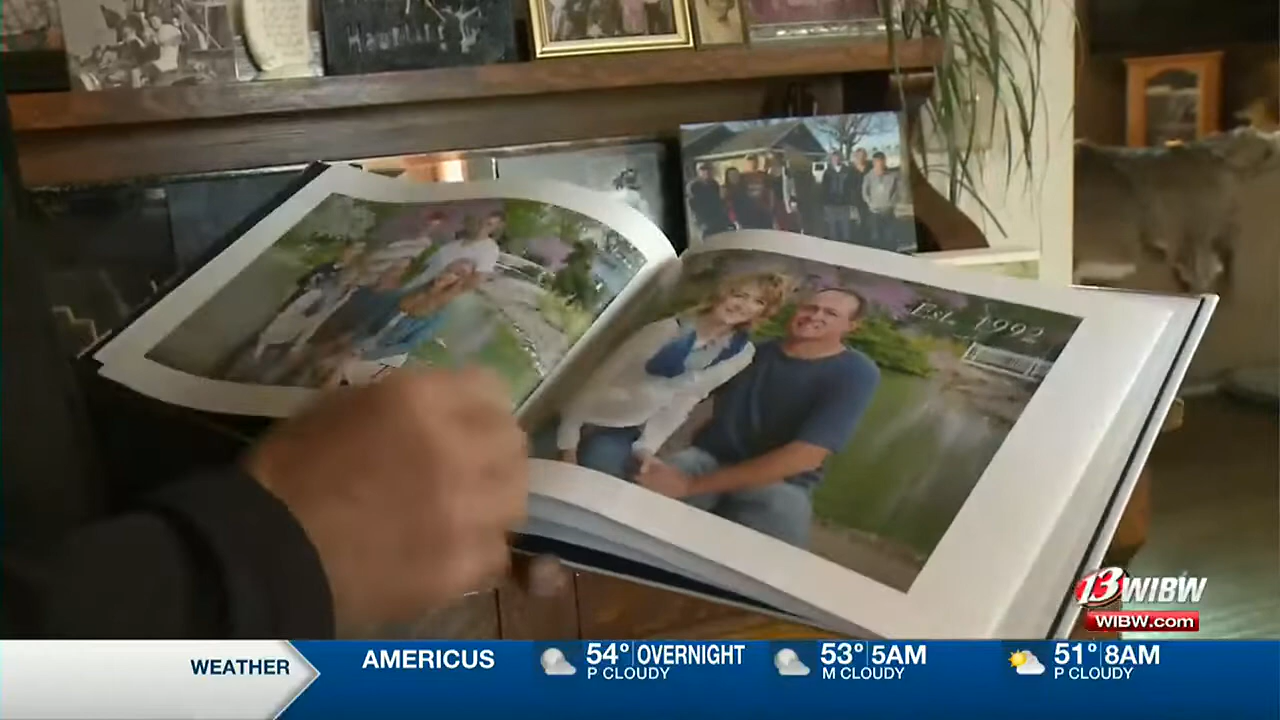 Est. 1992
13 WIBW
WIBW.com
WEATHER
AMERICUS
54° OVERNIGHT
P CLOUDY
53° 5AM
M CLOUDY
51° 8AM
P CLOUDY